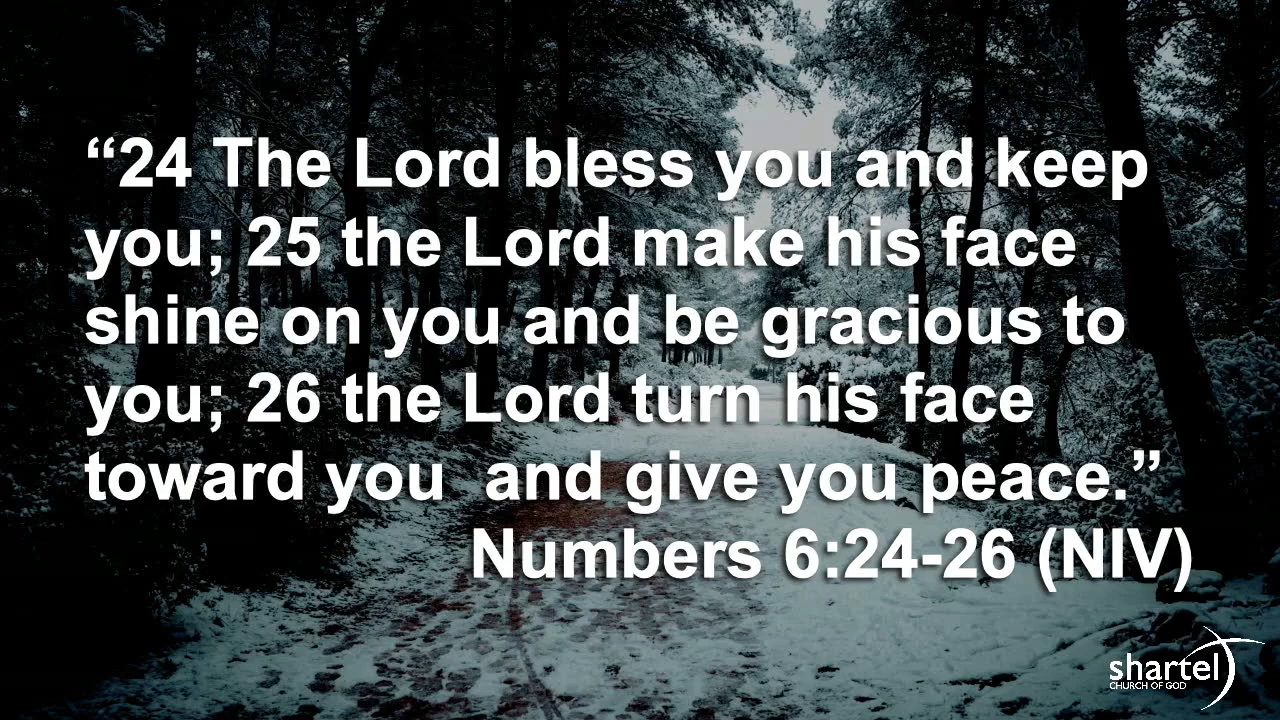 “24 The Lord bless you and keep
you; 25 the Lord make his face
shine on you and be gracious to
you; 26 the Lord turn his face
toward you  and give you peace.”
Numbers 6:24-26 (NIV)
shartel
CHURCH OF GOD